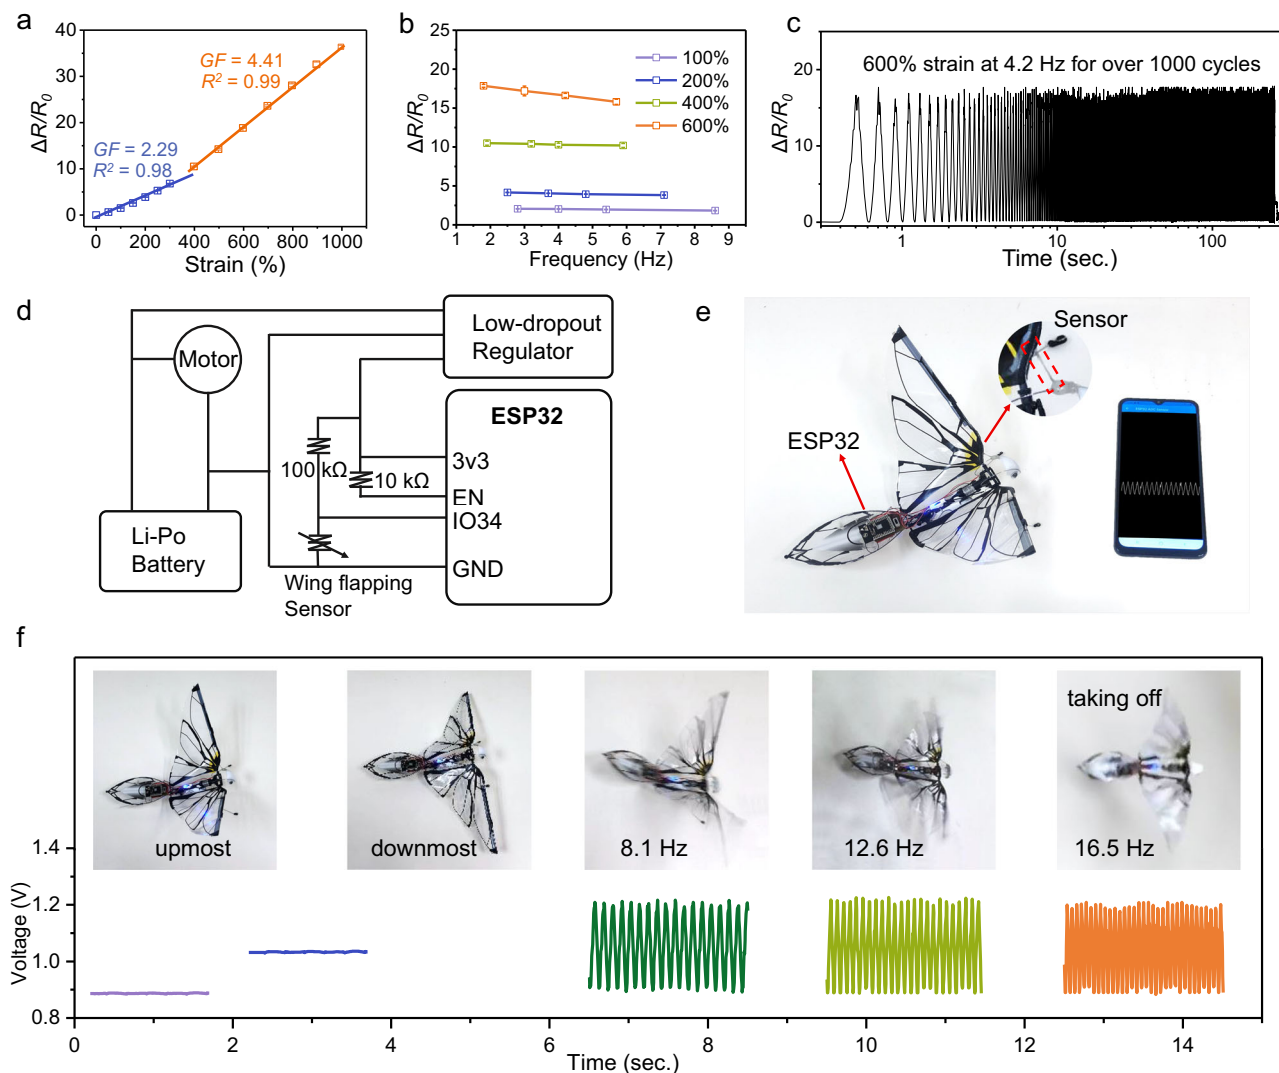 a
40
30
20
10
0
ΔR/R0
GF = 4.41
R² = 0.99
GF = 2.29
R² = 0.98
0 200 400 600 800 1000
Strain (%)
b
25
20
15
10
5
0
ΔR/R0
100%
200%
400%
600%
1 2 3 4 5 6 7 8 9
Frequency (Hz)
c
25
20
15
10
5
0
ΔR/R0
600% strain at 4.2 Hz for over 1000 cycles
1 10 100
Time (sec.)
d
Motor
Low-dropout
Regulator
ESP32
100 kΩ
3v3
10 kΩ
EN
IO34
GND
Li-Po
Battery
Wing flapping
Sensor
e
Sensor
ESP32
f
taking off
upmost
downmost
8.1 Hz
12.6 Hz
16.5 Hz
1.4
1.2
1.0
0.8
Voltage (V)
0 2 4 6 8 10 12 14
Time (sec.)